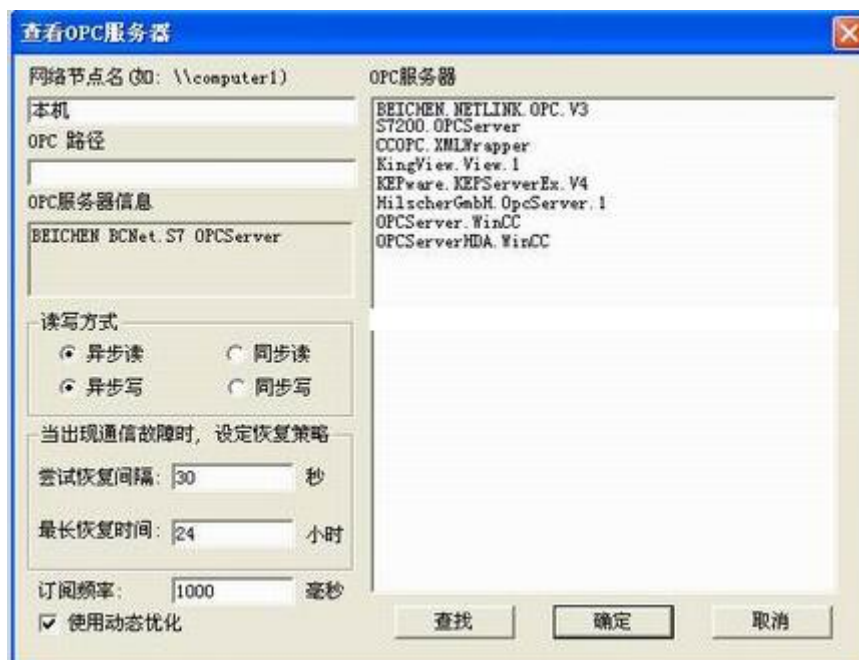 查看OPC服务器
网络节点名(如: \\computer1)
本机
OPC 路径
OPC服务器信息
BEICHEN BCNet.S7 OPCServer
读写方式
异步读 同步读
异步写 同步写
当出现通信故障时, 设定恢复策略
尝试恢复间隔: 30 秒
最长恢复时间: 24 小时
订阅频率: 1000 毫秒
使用动态优化
OPC服务器
BEICHEN.NETLINK.OPC.V3
S7200.OPCServer
CCOPC.XMLWrapper
KingView.View.1
KEPware.KEPServerEx.V4
HilscherGmbH.OpcServer.1
OPCServer.WinCC
OPCServerHDA.WinCC
查找 确定 取消